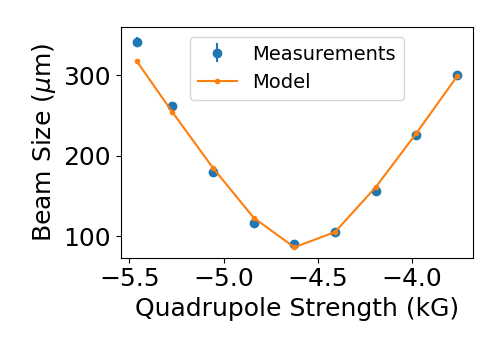 Measurements
Model
Beam Size (μm)
300
200
100
−5.5 −5.0 −4.5 −4.0
Quadrupole Strength (kG)